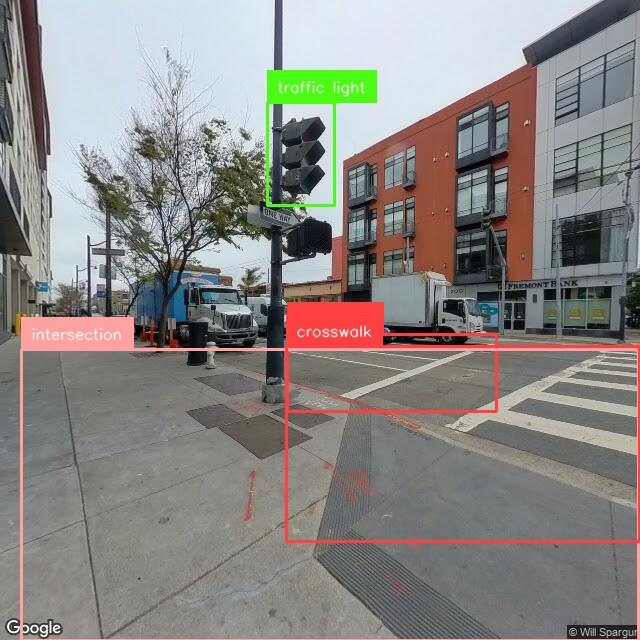 traffic light
ONE WAY
intersection
crosswalk
FREMONT BANK
Google
© Will Spargur